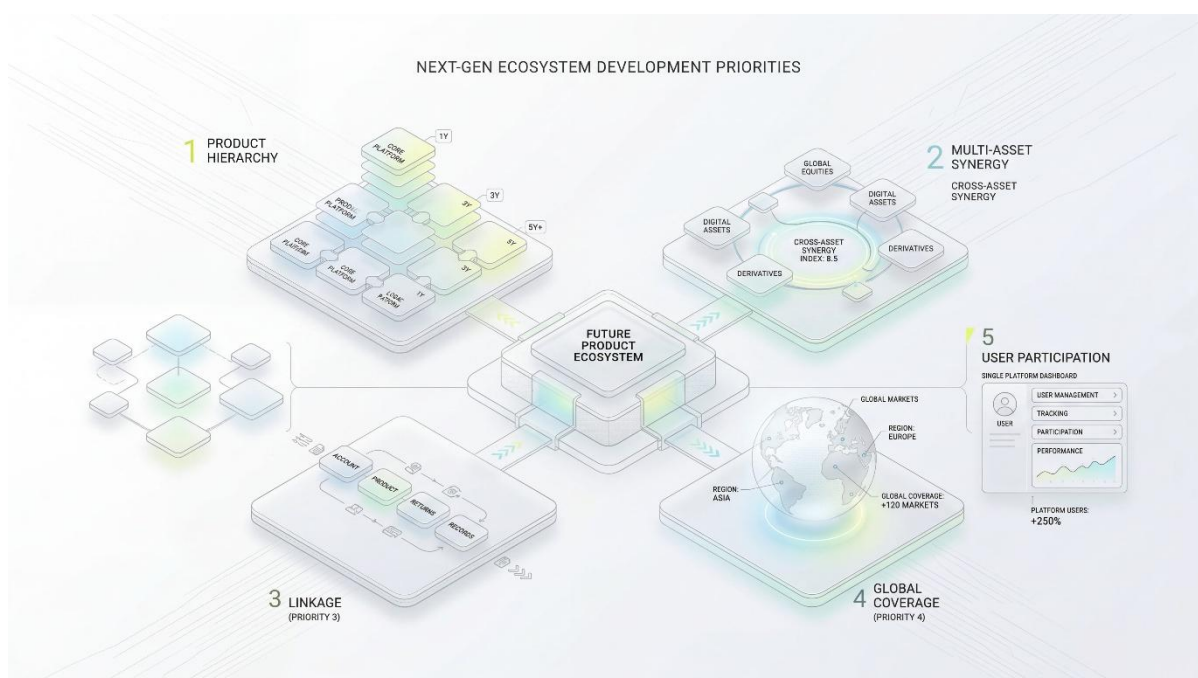 NEXT-GEN ECOSYSTEM DEVELOPMENT PRIORITIES
1 PRODUCT
HIERARCHY
1Y
CORE
PLATFORM
3Y
3Y
PLATFORM
5Y+
5Y
CORE
3Y
CORE
PLATFORM
1Y
2 MULTI-ASSET
SYNERGY
CROSS-ASSET
SYNERGY
GLOBAL
EQUITIES
DIGITAL
ASSETS
DIGITAL
ASSETS
CROSS-ASSET
SYNERGY
INDEX: 8.5
DERIVATIVES
DERIVATIVES
FUTURE
PRODUCT
ECOSYSTEM
5
USER PARTICIPATION
SINGLE PLATFORM DASHBOARD
USER
USER MANAGEMENT
TRACKING
PARTICIPATION
PERFORMANCE
PLATFORM USERS:
+250%
ACCOUNT
PRODUCT
RETURNS
RECORDS
3 LINKAGE
(PRIORITY 3)
GLOBAL MARKETS
REGION:
EUROPE
REGION:
ASIA
GLOBAL COVERAGE:
+120 MARKETS
4 GLOBAL
COVERAGE
(PRIORITY 4)